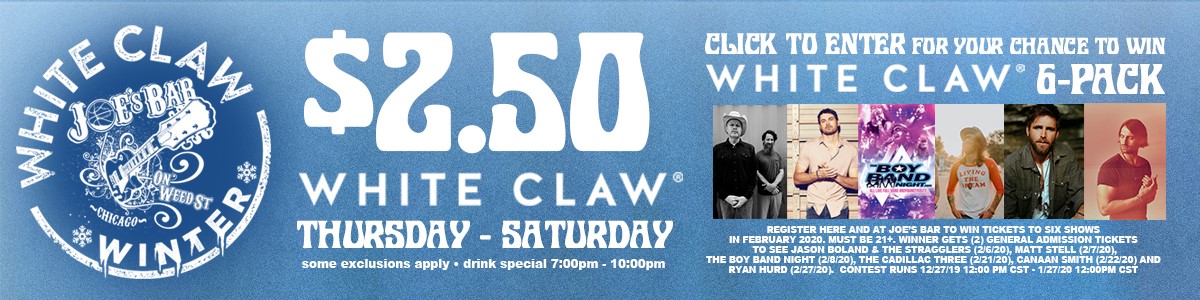 WHITE CLAW
JOE'S BAR
ON
WEED ST
~CHICAGO~
WINTER
$2.50
WHITE CLAW®
THURSDAY - SATURDAY
some exclusions apply • drink special 7:00pm - 10:00pm
CLICK TO ENTER FOR YOUR CHANCE TO WIN
WHITE CLAW® 6-PACK
BOY
BAND
NIGHT
LIVING
THE
DREAM
REGISTER HERE AND AT JOE'S BAR TO WIN TICKETS TO SIX SHOWS
IN FEBRUARY 2020. MUST BE 21+. WINNER GETS (2) GENERAL ADMISSION TICKETS
TO SEE JASON BOLAND & THE STRAGGLERS (2/6/20), MATT STELL (2/7/20),
THE BOY BAND NIGHT (2/8/20), THE CADILLAC THREE (2/21/20), CANAAN SMITH (2/22/20) AND
RYAN HURD (2/27/20). CONTEST RUNS 12/27/19 12:00 PM CST - 1/27/20 12:00PM CST